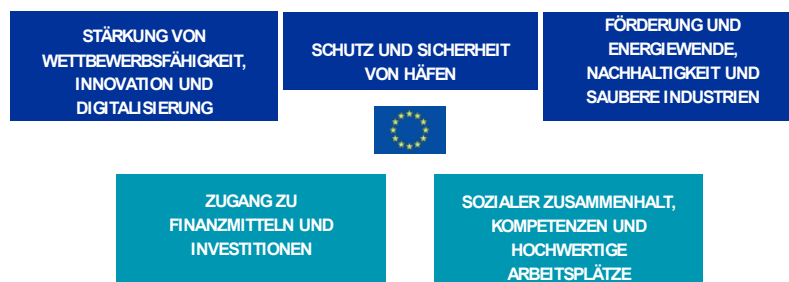 STÄRKUNG VON
WETTBEWERBSFÄHIGKEIT,
INNOVATION UND
DIGITALISIERUNG
SCHUTZ UND SICHERHEIT
VON HÄFEN
FÖRDERUNG UND
ENERGIEWENDE,
NACHHALTIGKEIT UND
SAUBERE INDUSTRIEN
ZUGANG ZU
FINANZMITTELN UND
INVESTITIONEN
SOZIALER ZUSAMMENHALT,
KOMPETENZEN UND
HOCHWERTIGE
ARBEITSPLÄTZE